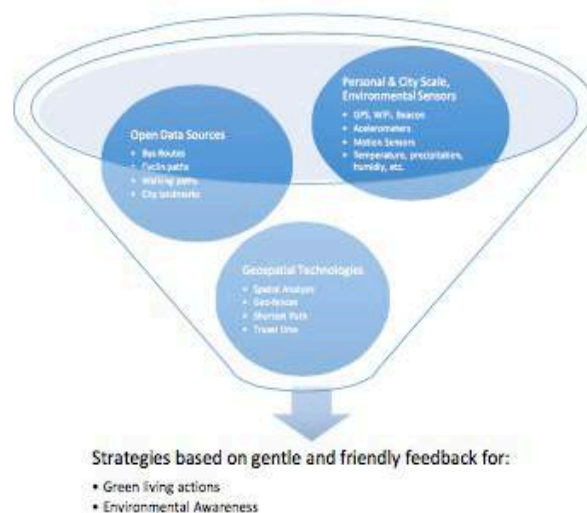 Personal & City Scale,
Environmental Sensors
• GPS, WiFi, Beacon
• Acelerometers
• Motion Sensors
• Temperature, precipitation,
humidiy, etc.
Open Data Sources
• Bus Routes
• Cyclin paths
• Walking paths
• City landmarks
Geospatial Technologies
• Spatial Analysis
• Geo-fences
• Shortest Path
• Travel time
Strategies based on gentle and friendly feedback for:
• Green living actions
• Environmental Awareness